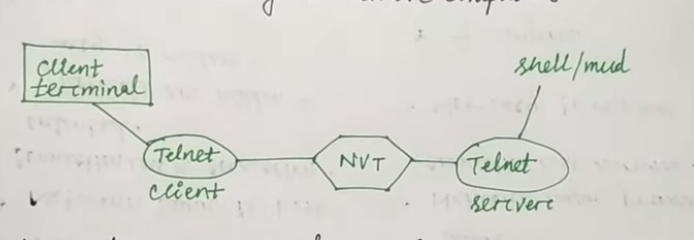 client
terminal
shell/mud
Telnet
client
NVT
Telnet
server